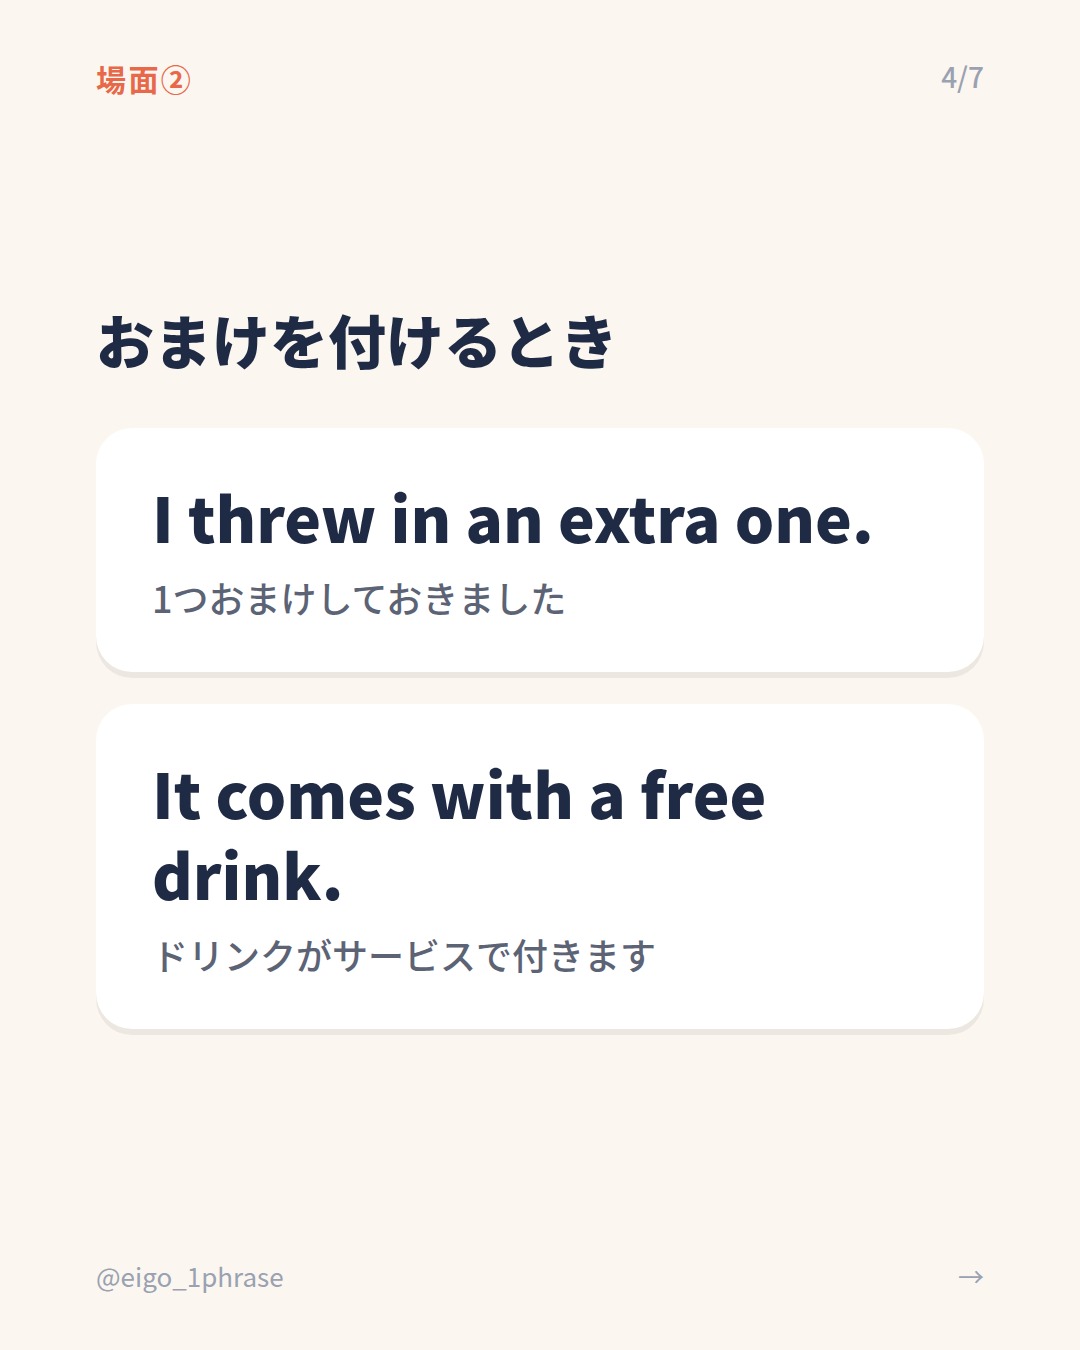 場面②
4/7
おまけを付けるとき
I threw in an extra one.
1つおまけしておきました
It comes with a free
drink.
ドリンクがサービスで付きます
@eigo_1phrase
→